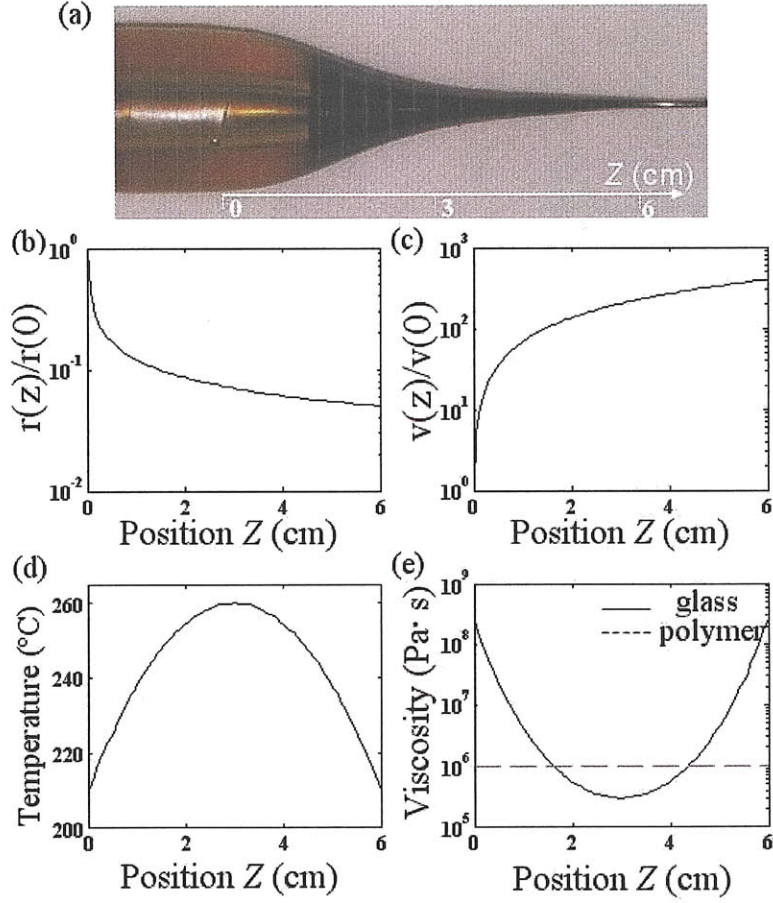 (a)
Z (cm)
0 3 6
(b)
r(z)/r(0)
10^0
10^-1
10^-2
0 2 4 6
Position Z (cm)
(c)
v(z)/v(0)
10^3
10^2
10^1
10^0
0 2 4 6
Position Z (cm)
(d)
Temperature (°C)
260
240
220
200
0 2 4 6
Position Z (cm)
(e)
Viscosity (Pa· s)
10^9
10^8
10^7
10^6
10^5
glass
polymer
0 2 4 6
Position Z (cm)